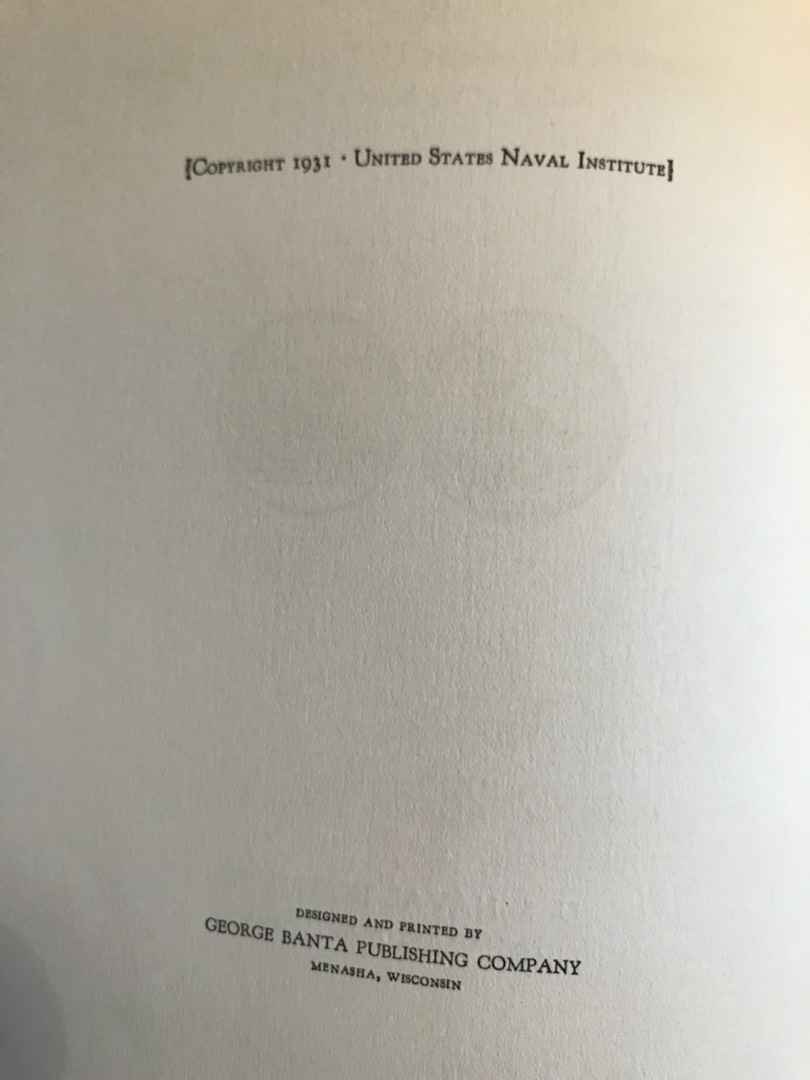 [Copyright 1931 · United States Naval Institute]
DESIGNED AND PRINTED BY
GEORGE BANTA PUBLISHING COMPANY
MENASHA, WISCONSIN